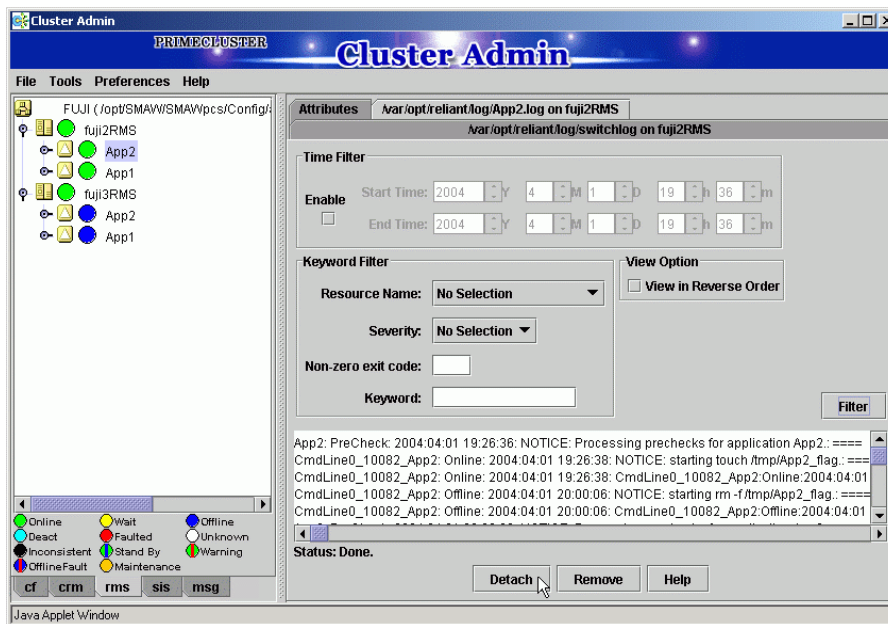 Cluster Admin
PRIMECLUSTER
Cluster Admin
File Tools Preferences Help
FUJI (/opt/SMAW/SMAWpcs/Config/
fuji2RMS
App2
App1
fuji3RMS
App2
App1
Online Wait Offline
Deact Faulted Unknown
Inconsistent Stand By Warning
OfflineFault Maintenance
cf crm rms sis msg
Attributes /var/opt/reliant/log/App2.log on fuji2RMS
/var/opt/reliant/log/switchlog on fuji2RMS
Time Filter
Enable
Start Time: 2004 Y 4 M 1 D 19 h 36 m
End Time: 2004 Y 4 M 1 D 19 h 36 m
Keyword Filter
Resource Name: No Selection
Severity: No Selection
Non-zero exit code:
Keyword:
View Option
View in Reverse Order
Filter
App2: PreCheck: 2004:04:01 19:26:36: NOTICE: Processing prechecks for application App2.: ====
CmdLine0_10082_App2: Online: 2004:04:01 19:26:38: NOTICE: starting touch /tmp/App2_flag.: ===
CmdLine0_10082_App2: Online: 2004:04:01 19:26:38: CmdLine0_10082_App2:Online:2004:04:01
CmdLine0_10082_App2: Offline: 2004:04:01 20:00:06: NOTICE: starting rm -f /tmp/App2_flag.: ====
CmdLine0_10082_App2: Offline: 2004:04:01 20:00:06: CmdLine0_10082_App2:Offline:2004:04:01
Status: Done.
Detach Remove Help
Java Applet Window